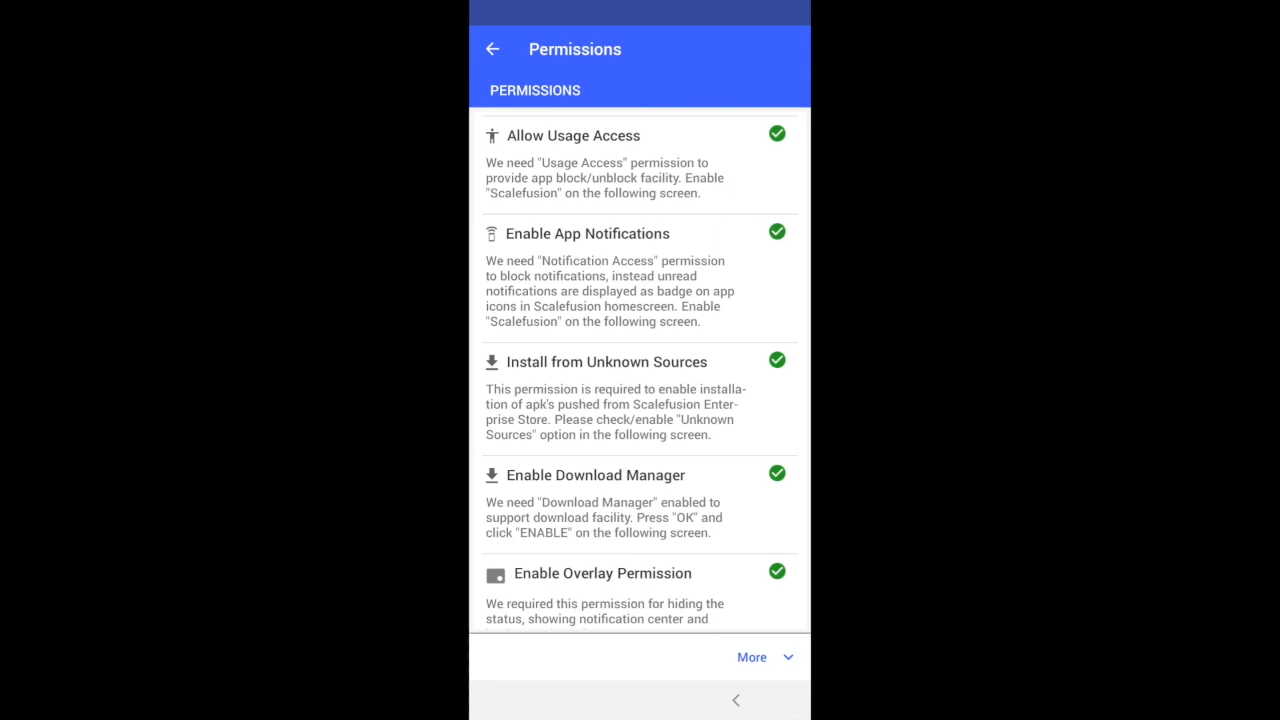 Permissions
PERMISSIONS
Allow Usage Access
We need "Usage Access" permission to
provide app block/unblock facility. Enable
"Scalefusion" on the following screen.
Enable App Notifications
We need "Notification Access" permission
to block notifications, instead unread
notifications are displayed as badge on app
icons in Scalefusion homescreen. Enable
"Scalefusion" on the following screen.
Install from Unknown Sources
This permission is required to enable installa-
tion of apk's pushed from Scalefusion Enter-
prise Store. Please check/enable "Unknown
Sources" option in the following screen.
Enable Download Manager
We need "Download Manager" enabled to
support download facility. Press "OK" and
click "ENABLE" on the following screen.
Enable Overlay Permission
We required this permission for hiding the
status, showing notification center and
More